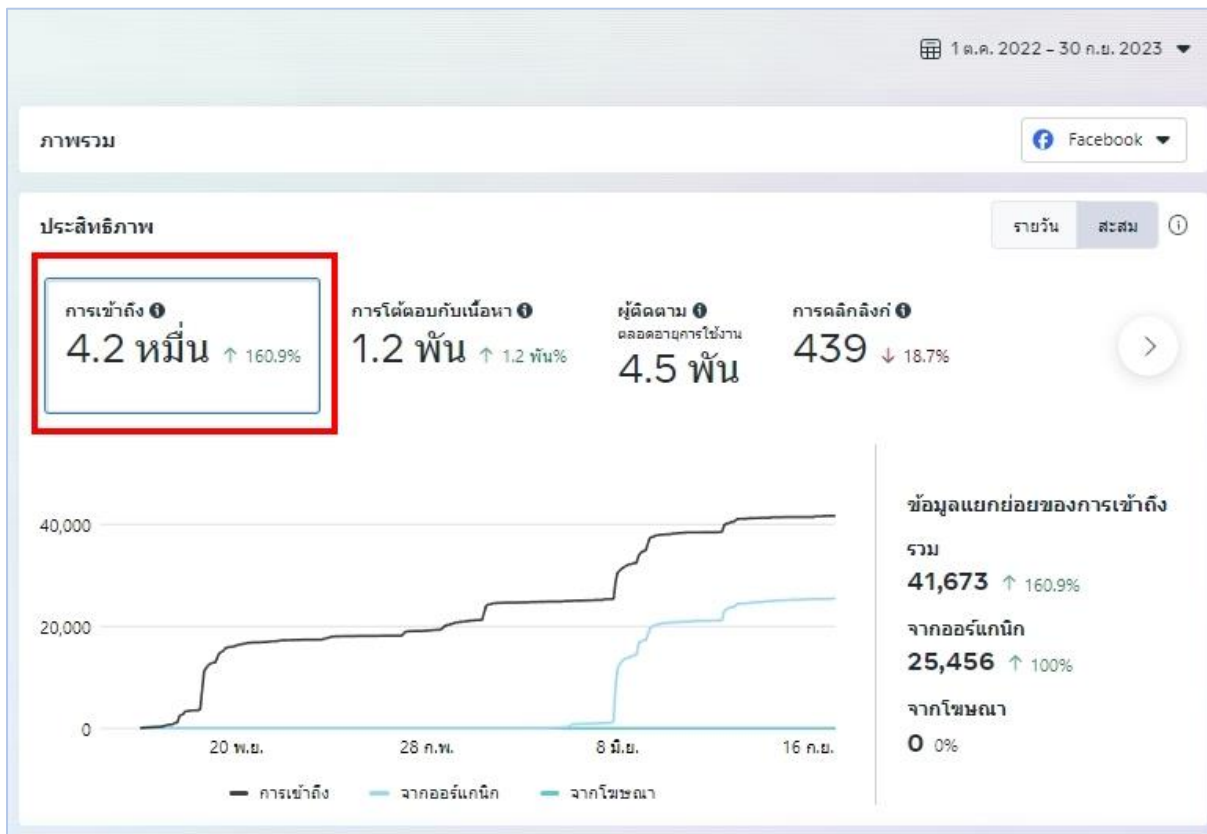 1 ต.ค. 2022 – 30 ก.ย. 2023
ภาพรวม
Facebook
ประสิทธิภาพ
รายวัน
สะสม
การเข้าถึง
4.2 หมื่น ↑ 160.9%
การโต้ตอบกับเนื้อหา
1.2 พัน ↑ 1.2 พัน%
ผู้ติดตาม
ตลอดอายุการใช้งาน
4.5 พัน
การคลิกลิงก์
439 ↓ 18.7%
40,000
20,000
0
20 พ.ย.
28 ก.พ.
8 มิ.ย.
16 ก.ย.
การเข้าถึง
จากออร์แกนิก
จากโฆษณา
ข้อมูลแยกย่อยของการเข้าถึง
รวม
41,673 ↑ 160.9%
จากออร์แกนิก
25,456 ↑ 100%
จากโฆษณา
0 0%